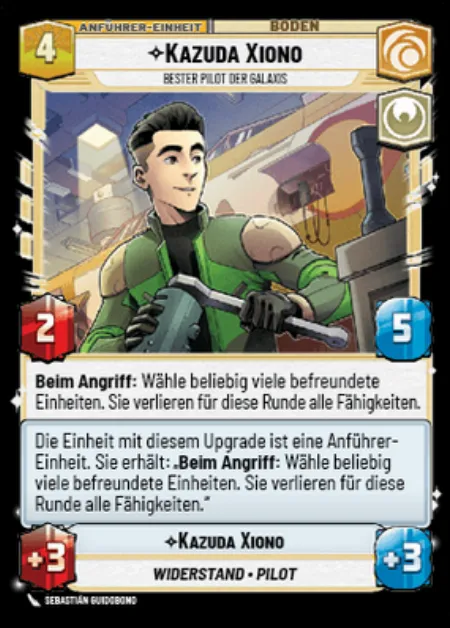 4
ANFÜHRER-EINHEIT
BODEN
✧KAZUDA XIONO
BESTER PILOT DER GALAXIS
2
5
Beim Angriff: Wähle beliebig viele befreundete
Einheiten. Sie verlieren für diese Runde alle Fähigkeiten.
Die Einheit mit diesem Upgrade ist eine Anführer-
Einheit. Sie erhält: „Beim Angriff: Wähle beliebig
viele befreundete Einheiten. Sie verlieren für diese
Runde alle Fähigkeiten.“
+3
✧KAZUDA XIONO
+3
WIDERSTAND • PILOT
SEBASTIÁN GUIDOBONO